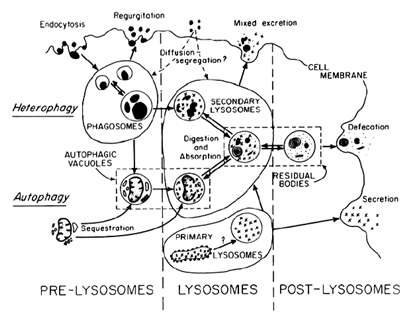 Endocytosis
Regurgitation
Mixed excretion
Diffusion -
segregation?
CELL
MEMBRANE
Heterophagy
PHAGOSOMES
SECONDARY
LYSOSOMES
Defecation
AUTOPHAGIC
VACUOLES
Digestion
and
Absorption
RESIDUAL
BODIES
Autophagy
Sequestration
Secretion
PRIMARY
?
LYSOSOMES
PRE-LYSOSOMES
LYSOSOMES
POST-LYSOSOMES